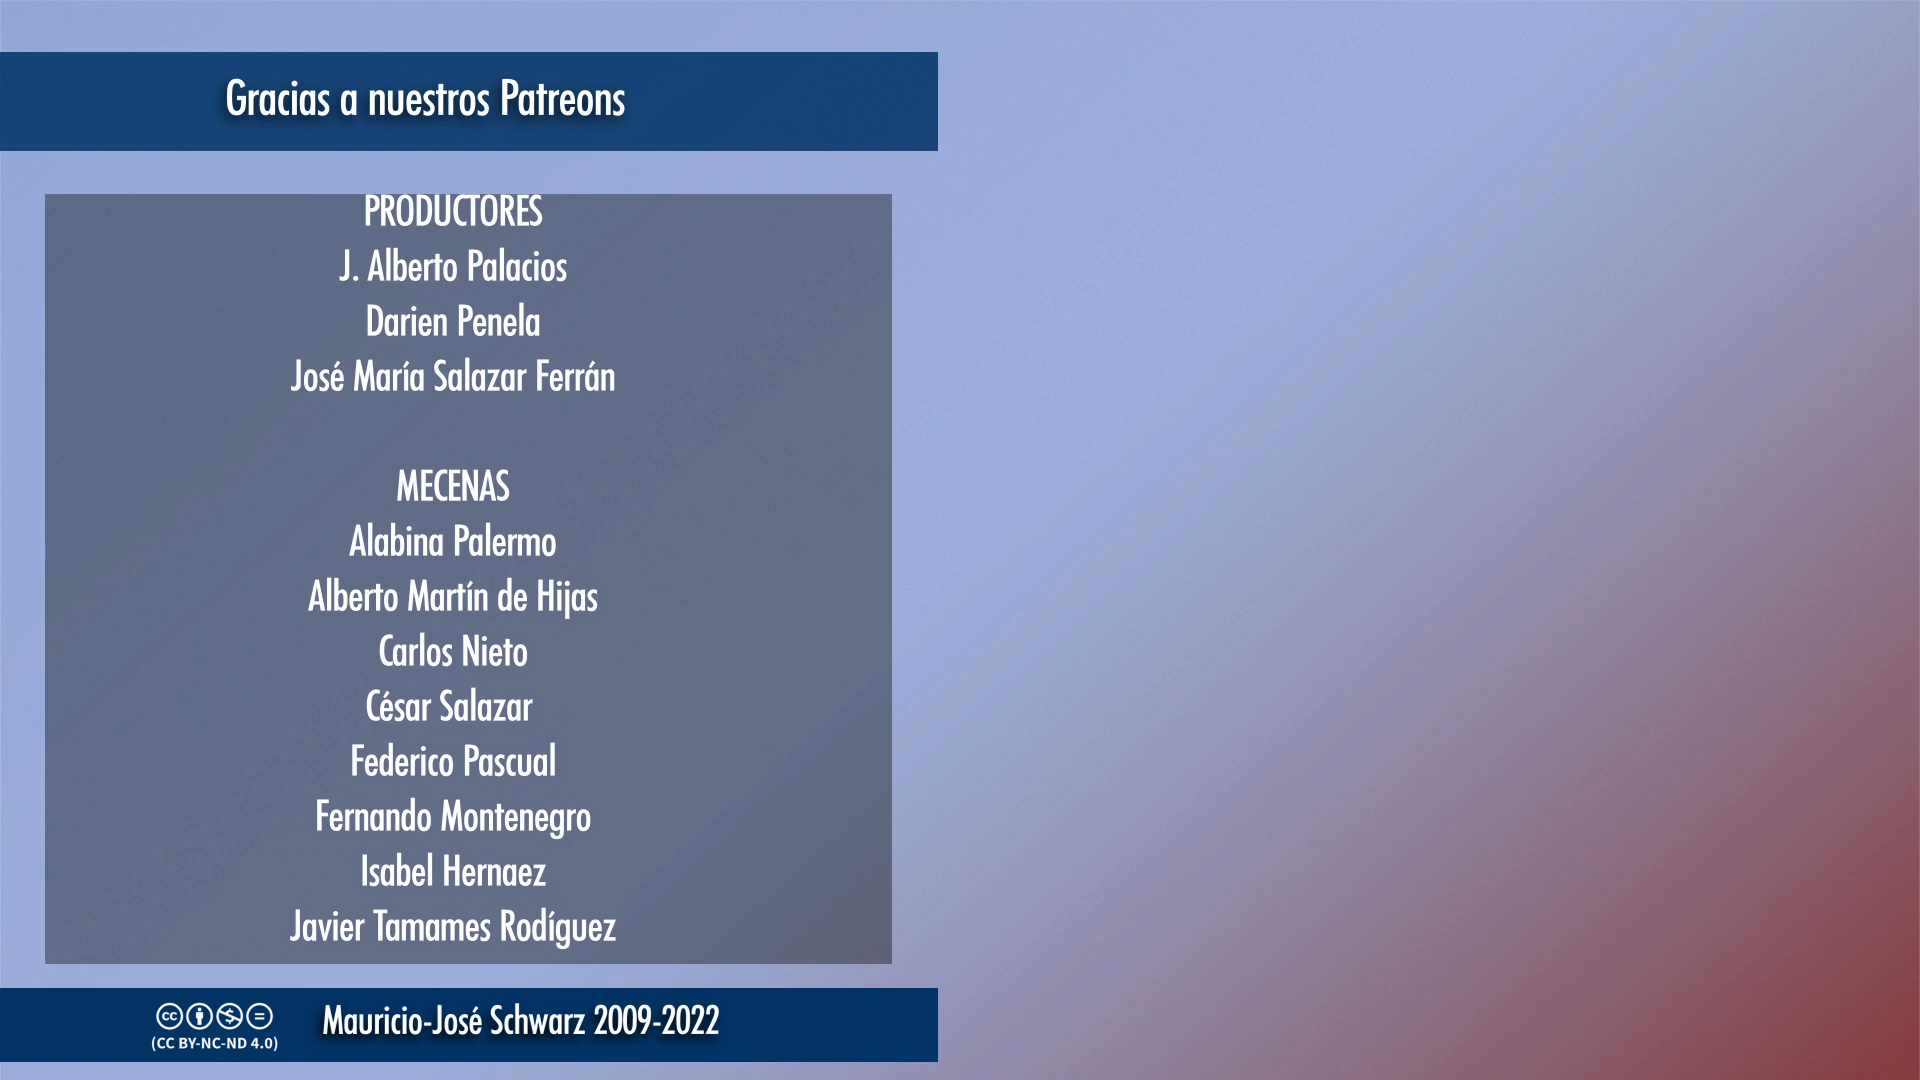 Gracias a nuestros Patreons
PRODUCTORES
J. Alberto Palacios
Darien Penela
José María Salazar Ferrán
MECENAS
Alabina Palermo
Alberto Martín de Hijas
Carlos Nieto
César Salazar
Federico Pascual
Fernando Montenegro
Isabel Hernaez
Javier Tamames Rodíguez
(CC BY-NC-ND 4.0)
Mauricio-José Schwarz 2009-2022